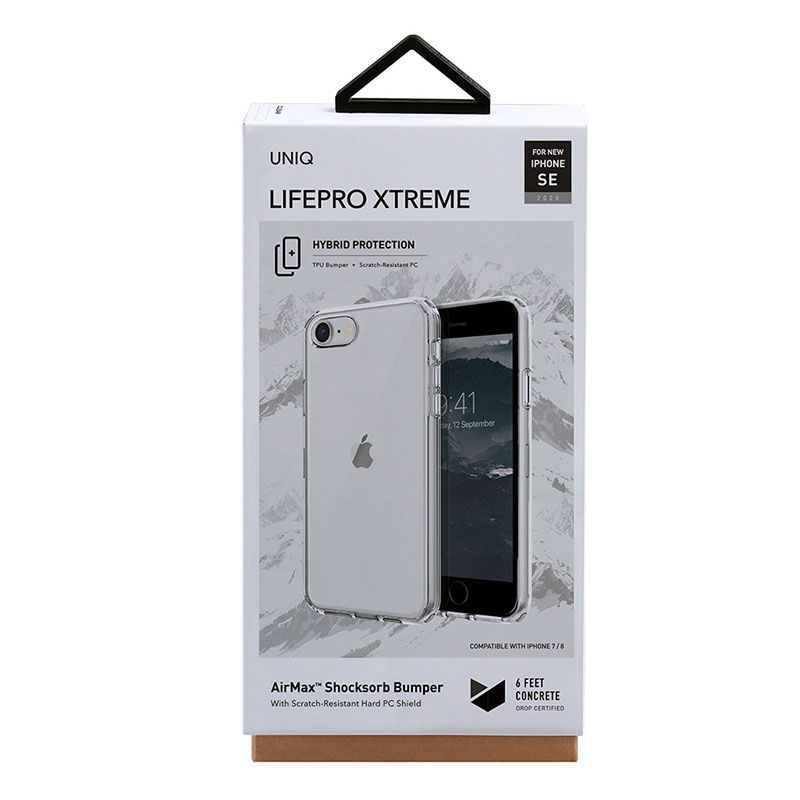 UNIQ
LIFEPRO XTREME
FOR NEW
IPHONE
SE
2020
HYBRID PROTECTION
TPU Bumper + Scratch-Resistant PC
9:41
day, 12 September
COMPATIBLE WITH IPHONE 7 / 8
AirMax™ Shocksorb Bumper
With Scratch-Resistant Hard PC Shield
6 FEET
CONCRETE
DROP CERTIFIED